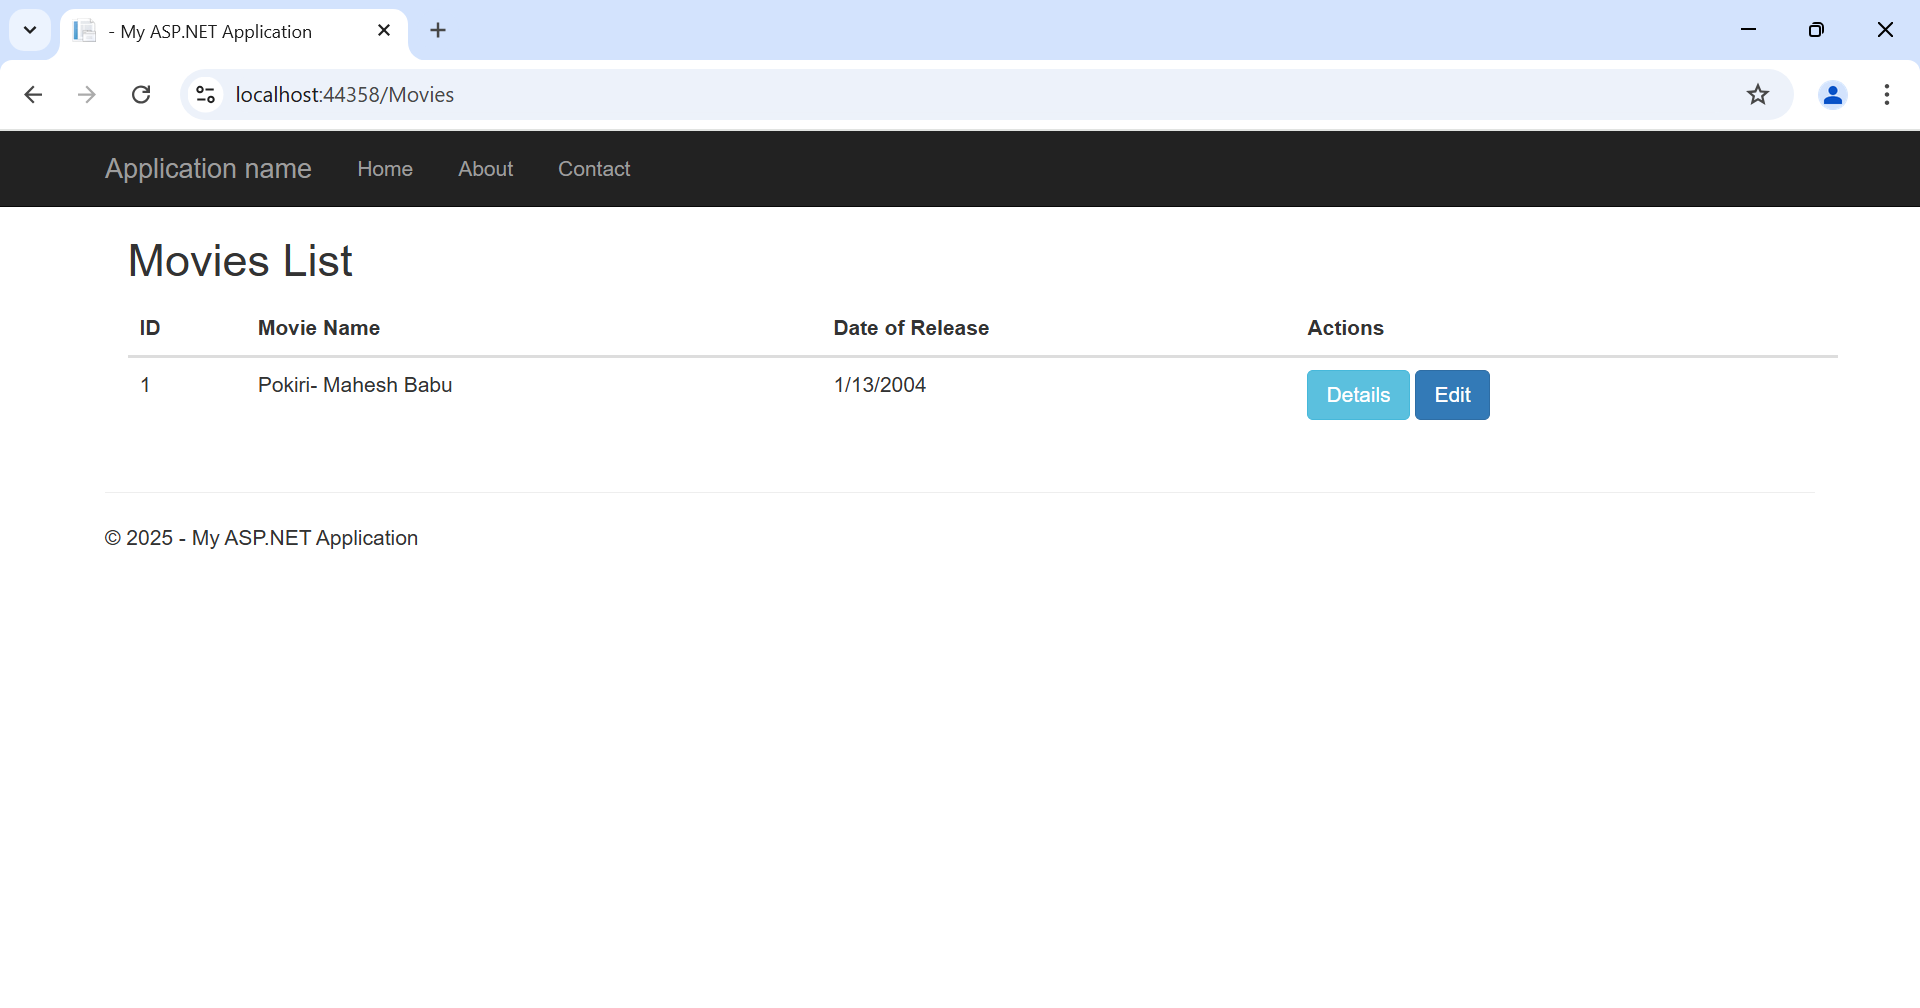 - My ASP.NET Application
localhost:44358/Movies
Application name Home About Contact
Movies List
ID Movie Name Date of Release Actions
1 Pokiri- Mahesh Babu 1/13/2004 Details Edit
© 2025 - My ASP.NET Application